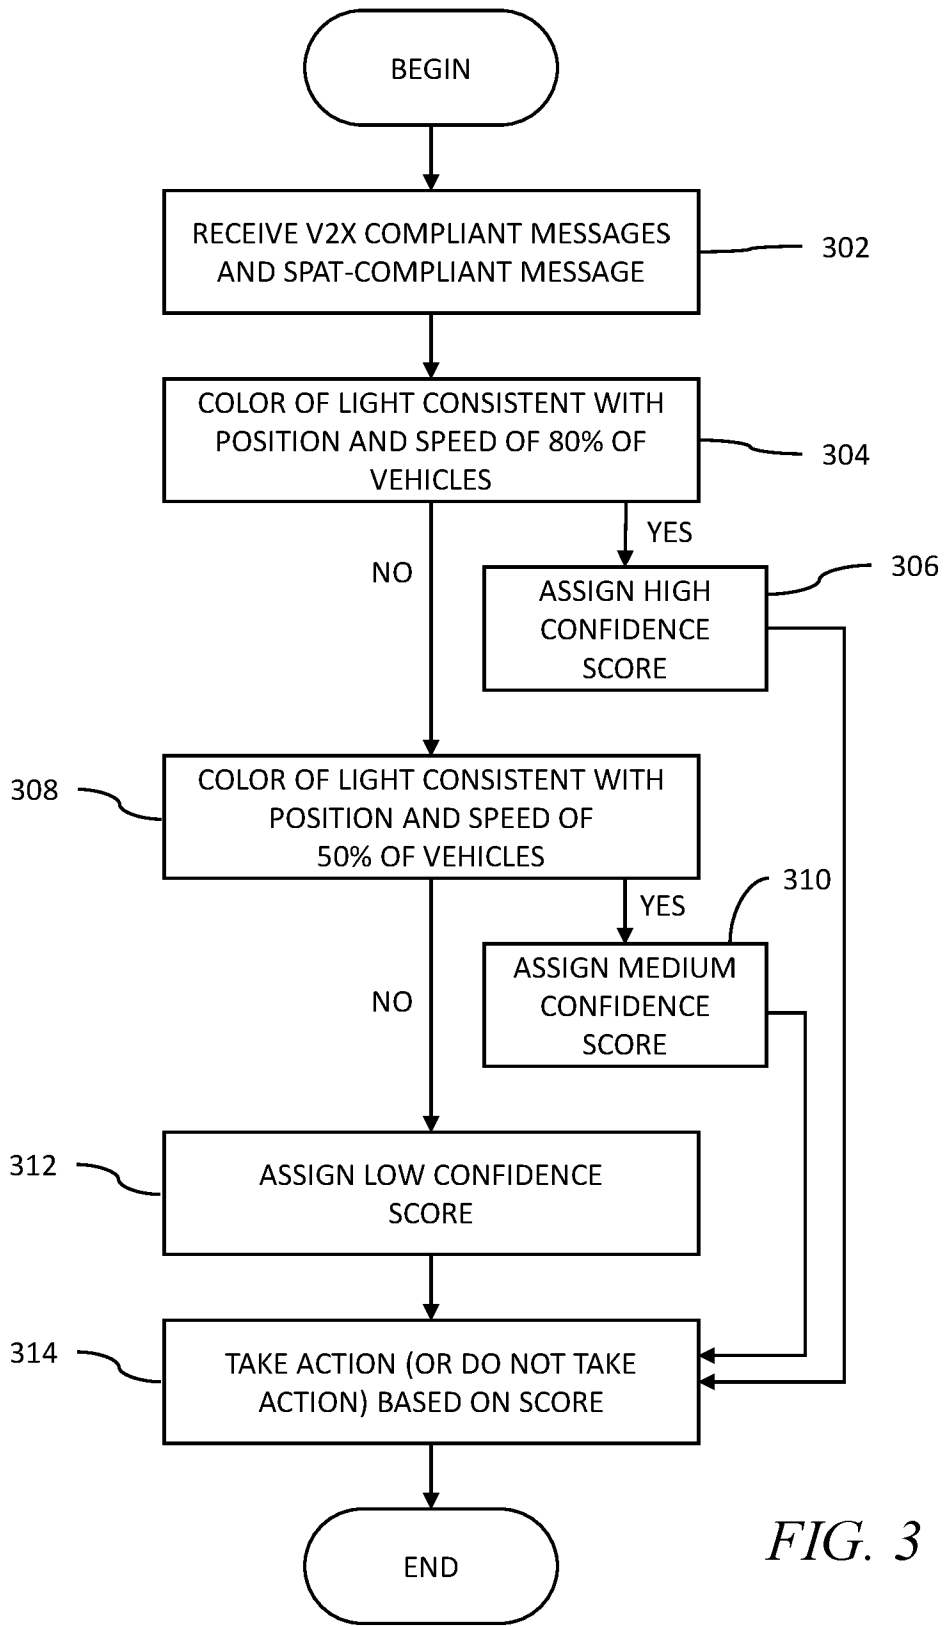 BEGIN
RECEIVE V2X COMPLIANT MESSAGES
AND SPAT-COMPLIANT MESSAGE
302
COLOR OF LIGHT CONSISTENT WITH
POSITION AND SPEED OF 80% OF
VEHICLES
304
YES
NO
306
ASSIGN HIGH
CONFIDENCE
SCORE
308
COLOR OF LIGHT CONSISTENT WITH
POSITION AND SPEED OF
50% OF VEHICLES
310
YES
NO
ASSIGN MEDIUM
CONFIDENCE
SCORE
312
ASSIGN LOW CONFIDENCE
SCORE
314
TAKE ACTION (OR DO NOT TAKE
ACTION) BASED ON SCORE
END
FIG. 3